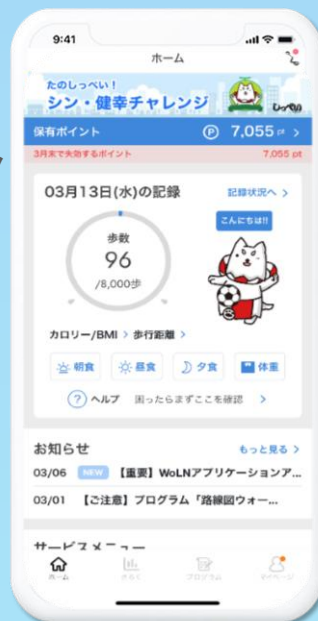 9:41
ホーム
たのしっぺい！
シン・健幸チャレンジ
しっぺい
保有ポイント P 7,055 pt >
3月末で失効するポイント 7,055 pt
03月13日(水)の記録 記録状況へ >
こんにちは!!
歩数
96
/8,000歩
カロリー/BMI > 歩行距離 >
朝食 昼食 夕食 体重
? ヘルプ 困ったらまずここを確認 >
お知らせ もっと見る >
03/06 NEW 【重要】WoLNアプリケーションア...
03/01 【ご注意】プログラム「路線図ウォー...
サービスメニュー
ホーム きろく プログラム マイページ